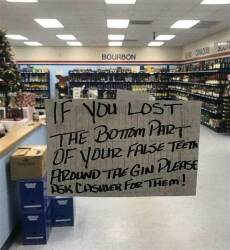 BOURBON
IF YOU LOST
THE BOTTOM PART
OF YOUR FALSE TEETH
AROUND THE GIN PLEASE
ASK CASHIER FOR THEM!